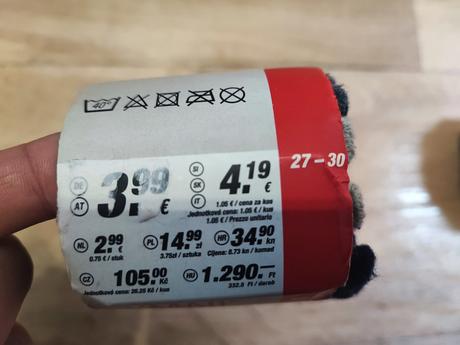 40°
27-30
DE AT 3.99 €
SI SK IT 4.19 €
1.05 € / cena za kus
Jednotková cena: 1.05 € / kus
1.05 € / Prezzo unitario
NL 2.99 €
0.75 € / stuk
PL 14.99 zł
3.75zł / sztuka
HR 34.90 kn
Cijena: 8.73 kn / komad
CZ 105.00 Kč
Jednotková cena: 26.25 Kč / kus
HU 1.290.– Ft
322.5 Ft / darab